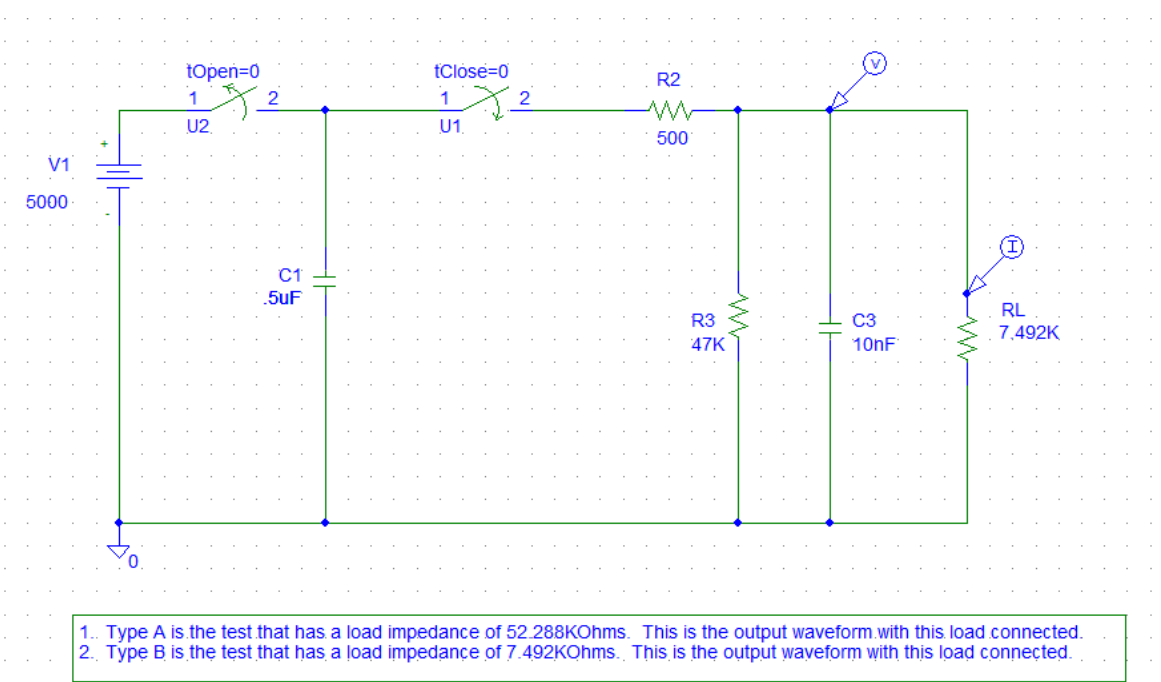 tOpen=0
1
2
U2
tClose=0
1
2
U1
R2
500
V
V1
+
5000
-
C1
.5uF
R3
47K
C3
10nF
I
RL
7.492K
0
1. Type A is the test that has a load impedance of 52.288KOhms. This is the output waveform with this load connected.
2. Type B is the test that has a load impedance of 7.492KOhms. This is the output waveform with this load connected.